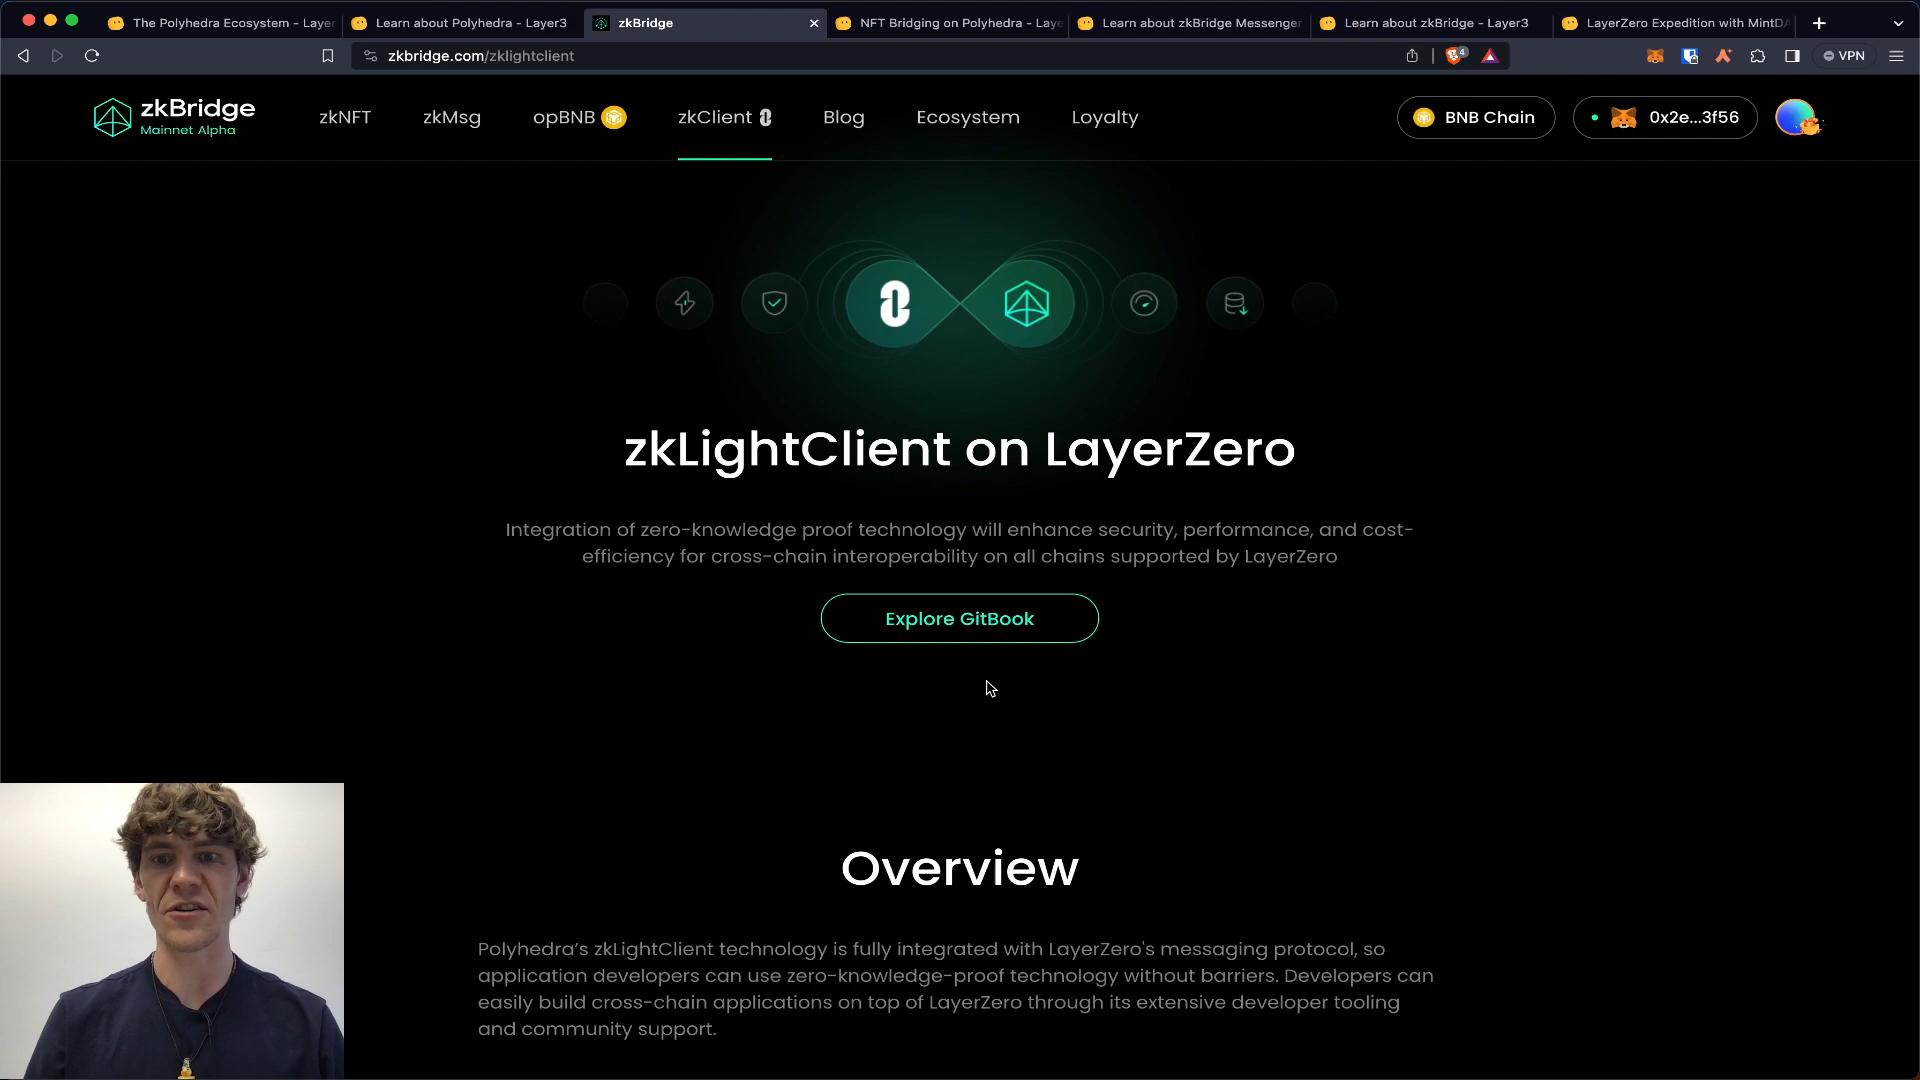 The Polyhedra Ecosystem - Layer
Learn about Polyhedra - Layer3
zkBridge
NFT Bridging on Polyhedra - Laye
Learn about zkBridge Messenger
Learn about zkBridge - Layer3
LayerZero Expedition with MintDA
zkbridge.com/zklightclient
4
VPN
zkBridge
Mainnet Alpha
zkNFT
zkMsg
opBNB
zkClient
Blog
Ecosystem
Loyalty
BNB Chain
0x2e...3f56
zkLightClient on LayerZero
Integration of zero-knowledge proof technology will enhance security, performance, and cost-
efficiency for cross-chain interoperability on all chains supported by LayerZero
Explore GitBook
Overview
Polyhedra’s zkLightClient technology is fully integrated with LayerZero's messaging protocol, so
application developers can use zero-knowledge-proof technology without barriers. Developers can
easily build cross-chain applications on top of LayerZero through its extensive developer tooling
and community support.